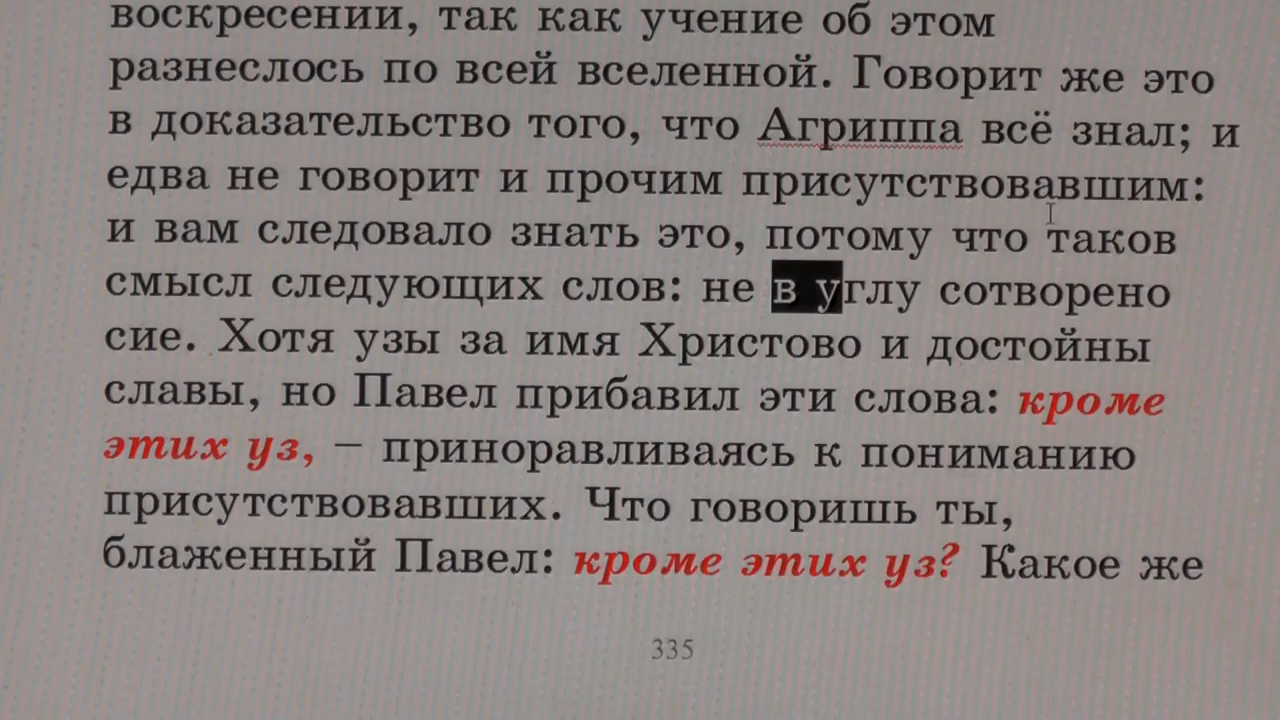 воскресении, так как учение об этом
разнеслось по всей вселенной. Говорит же это
в доказательство того, что Агриппа всё знал; и
едва не говорит и прочим присутствовавшим:
и вам следовало знать это, потому что таков
смысл следующих слов: не в углу сотворено
сие. Хотя узы за имя Христово и достойны
славы, но Павел прибавил эти слова: кроме
этих уз, – приноравливаясь к пониманию
присутствовавших. Что говоришь ты,
блаженный Павел: кроме этих уз? Какое же
335